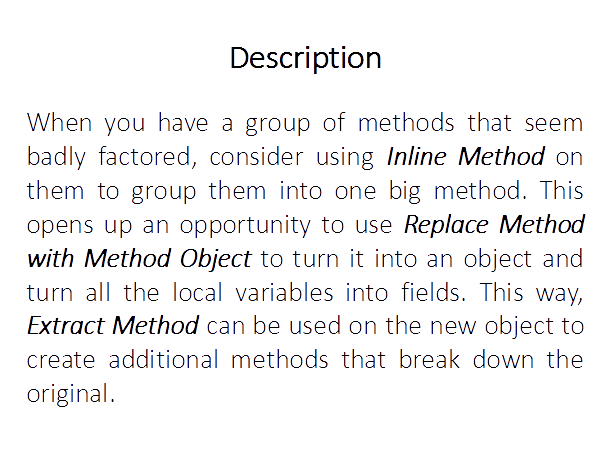 Description
When you have a group of methods that seem
badly factored, consider using Inline Method on
them to group them into one big method. This
opens up an opportunity to use Replace Method
with Method Object to turn it into an object and
turn all the local variables into fields. This way,
Extract Method can be used on the new object to
create additional methods that break down the
original.